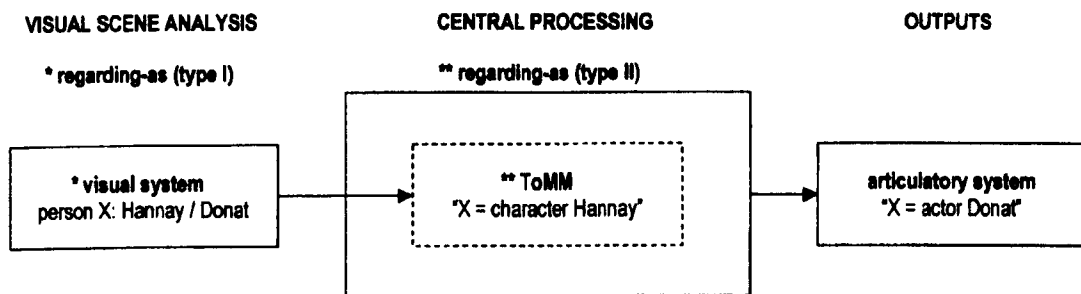 VISUAL SCENE ANALYSIS
CENTRAL PROCESSING
OUTPUTS
* regarding-as (type I)
** regarding-as (type II)
* visual system
person X: Hannay / Donat
** ToMM
"X = character Hannay"
articulatory system
"X = actor Donat"